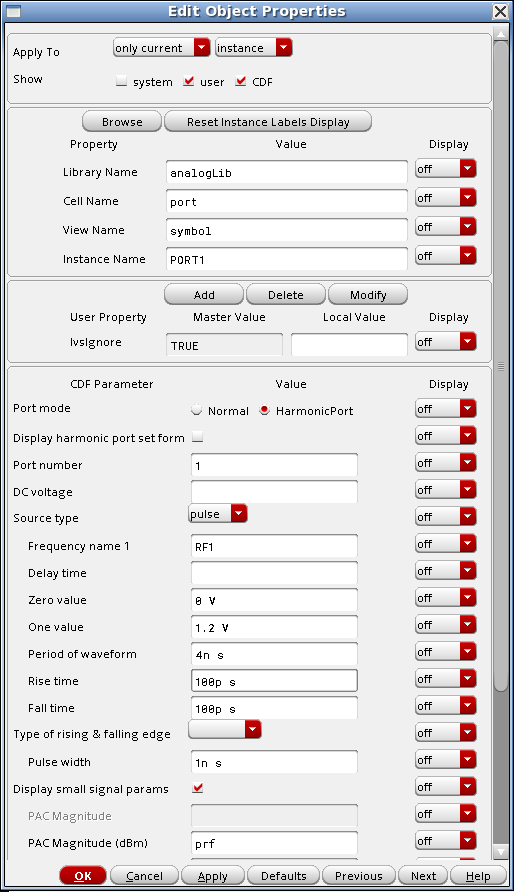 Edit Object Properties
Apply To only current instance
Show system user CDF
Browse Reset Instance Labels Display
Property Value Display
Library Name analogLib off
Cell Name port off
View Name symbol off
Instance Name PORT1 off
Add Delete Modify
User Property Master Value Local Value Display
lvsIgnore TRUE off
CDF Parameter Value Display
Port mode Normal HarmonicPort off
Display harmonic port set form off
Port number 1 off
DC voltage off
Source type pulse off
Frequency name 1 RF1 off
Delay time off
Zero value 0 V off
One value 1.2 V off
Period of waveform 4n s off
Rise time 100p s off
Fall time 100p s off
Type of rising & falling edge off
Pulse width 1n s off
Display small signal params off
PAC Magnitude off
PAC Magnitude (dBm) prf off
OK Cancel Apply Defaults Previous Next Help